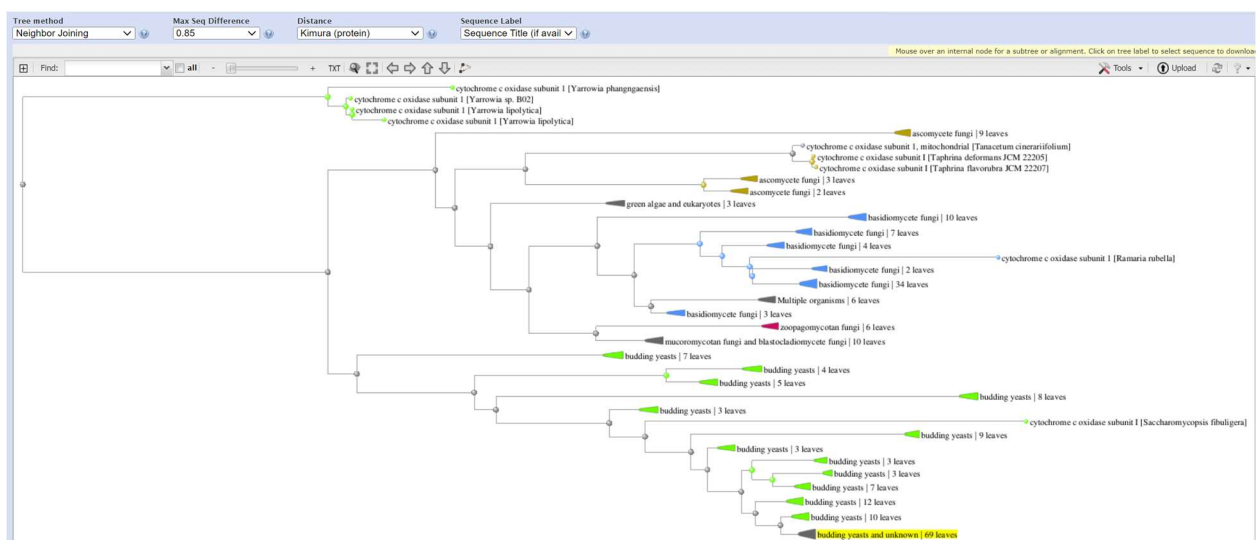 Tree method Max Seq Difference Distance Sequence Label
Neighbor Joining 0.85 Kimura (protein) Sequence Title (if avail
Mouse over an internal node for a subtree or alignment. Click on tree label to select sequence to downloa
Find: all - + TXT Tools Upload ?
cytochrome c oxidase subunit 1 [Yarrowia phangngaensis]
cytochrome c oxidase subunit 1 [Yarrowia sp. B02]
cytochrome c oxidase subunit 1 [Yarrowia lipolytica]
cytochrome c oxidase subunit 1 [Yarrowia lipolytica]
ascomycete fungi | 9 leaves
cytochrome c oxidase subunit 1, mitochondrial [Tanacetum cinerariifolium]
cytochrome c oxidase subunit I [Taphrina deformans JCM 22205]
cytochrome c oxidase subunit I [Taphrina flavorubra JCM 22207]
ascomycete fungi | 3 leaves
ascomycete fungi | 2 leaves
green algae and eukaryotes | 3 leaves
basidiomycete fungi | 10 leaves
basidiomycete fungi | 7 leaves
basidiomycete fungi | 4 leaves
cytochrome c oxidase subunit 1 [Ramaria rubella]
basidiomycete fungi | 2 leaves
basidiomycete fungi | 34 leaves
Multiple organisms | 6 leaves
basidiomycete fungi | 3 leaves
zoopagomycotan fungi | 6 leaves
mucoromycotan fungi and blastocladiomycete fungi | 10 leaves
budding yeasts | 7 leaves
budding yeasts | 4 leaves
budding yeasts | 5 leaves
budding yeasts | 8 leaves
budding yeasts | 3 leaves
cytochrome c oxidase subunit I [Saccharomycopsis fibuligera]
budding yeasts | 9 leaves
budding yeasts | 3 leaves
budding yeasts | 3 leaves
budding yeasts | 3 leaves
budding yeasts | 7 leaves
budding yeasts | 12 leaves
budding yeasts | 10 leaves
budding yeasts and unknown | 69 leaves